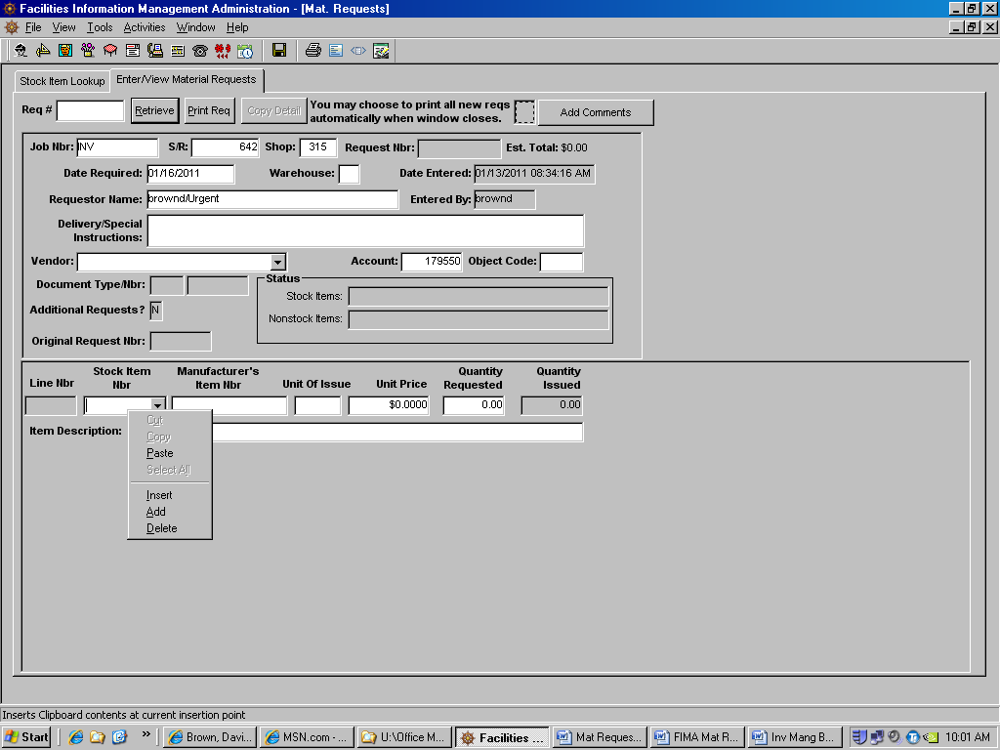 Facilities Information Management Administration - [Mat. Requests]
File View Tools Activities Window Help
Stock Item Lookup Enter/View Material Requests
Req # Retrieve Print Req Copy Detail You may choose to print all new reqs automatically when window closes. Add Comments
Job Nbr: INV S/R: 642 Shop: 315 Request Nbr: Est. Total: $0.00
Date Required: 01/16/2011 Warehouse: Date Entered: 01/13/2011 08:34:16 AM
Requestor Name: brownd/Urgent Entered By: brownd
Delivery/Special
Instructions:
Vendor: Account: 179550 Object Code:
Document Type/Nbr: Status
Stock Items:
Additional Requests? N
Nonstock Items:
Original Request Nbr:
Line Nbr Stock Item Nbr Manufacturer's Item Nbr Unit Of Issue Unit Price Quantity Requested Quantity Issued
$0.0000 0.00 0.00
Item Description:
Cut
Copy
Paste
Select All
Insert
Add
Delete
Inserts Clipboard contents at current insertion point
Start » Brown, Davi... MSN.com - ... U:\Office M... Facilities ... Mat Reques... FIMA Mat R... Inv Mang B... 10:01 AM